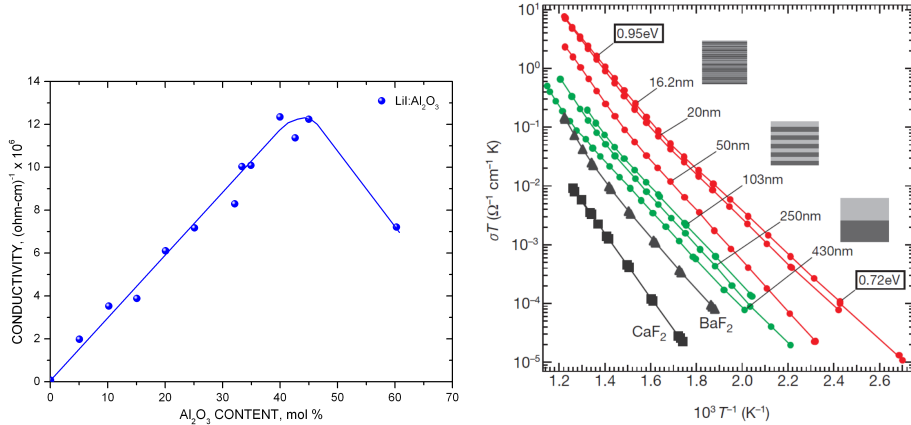 CONDUCTIVITY, (ohm-cm)⁻¹ x 10⁶
14
12
10
8
6
4
2
0
LiI:Al₂O₃
0 10 20 30 40 50 60 70
Al₂O₃ CONTENT, mol %
σT (Ω⁻¹ cm⁻¹ K)
10¹
10⁰
10⁻¹
10⁻²
10⁻³
10⁻⁴
10⁻⁵
0.95eV
16.2nm
20nm
50nm
103nm
250nm
430nm
0.72eV
CaF₂
BaF₂
1.2 1.4 1.6 1.8 2.0 2.2 2.4 2.6
10³ T⁻¹ (K⁻¹)